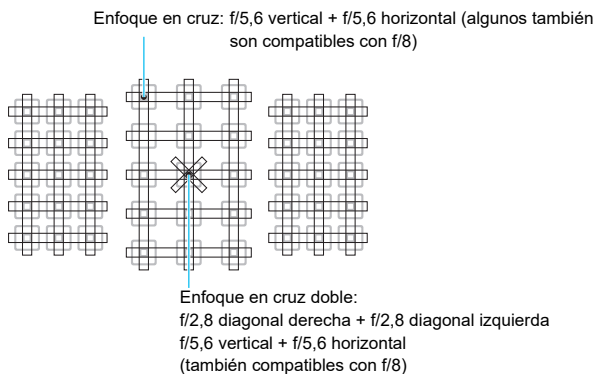 Enfoque en cruz: f/5,6 vertical + f/5,6 horizontal (algunos también
son compatibles con f/8)
Enfoque en cruz doble:
f/2,8 diagonal derecha + f/2,8 diagonal izquierda
f/5,6 vertical + f/5,6 horizontal
(también compatibles con f/8)